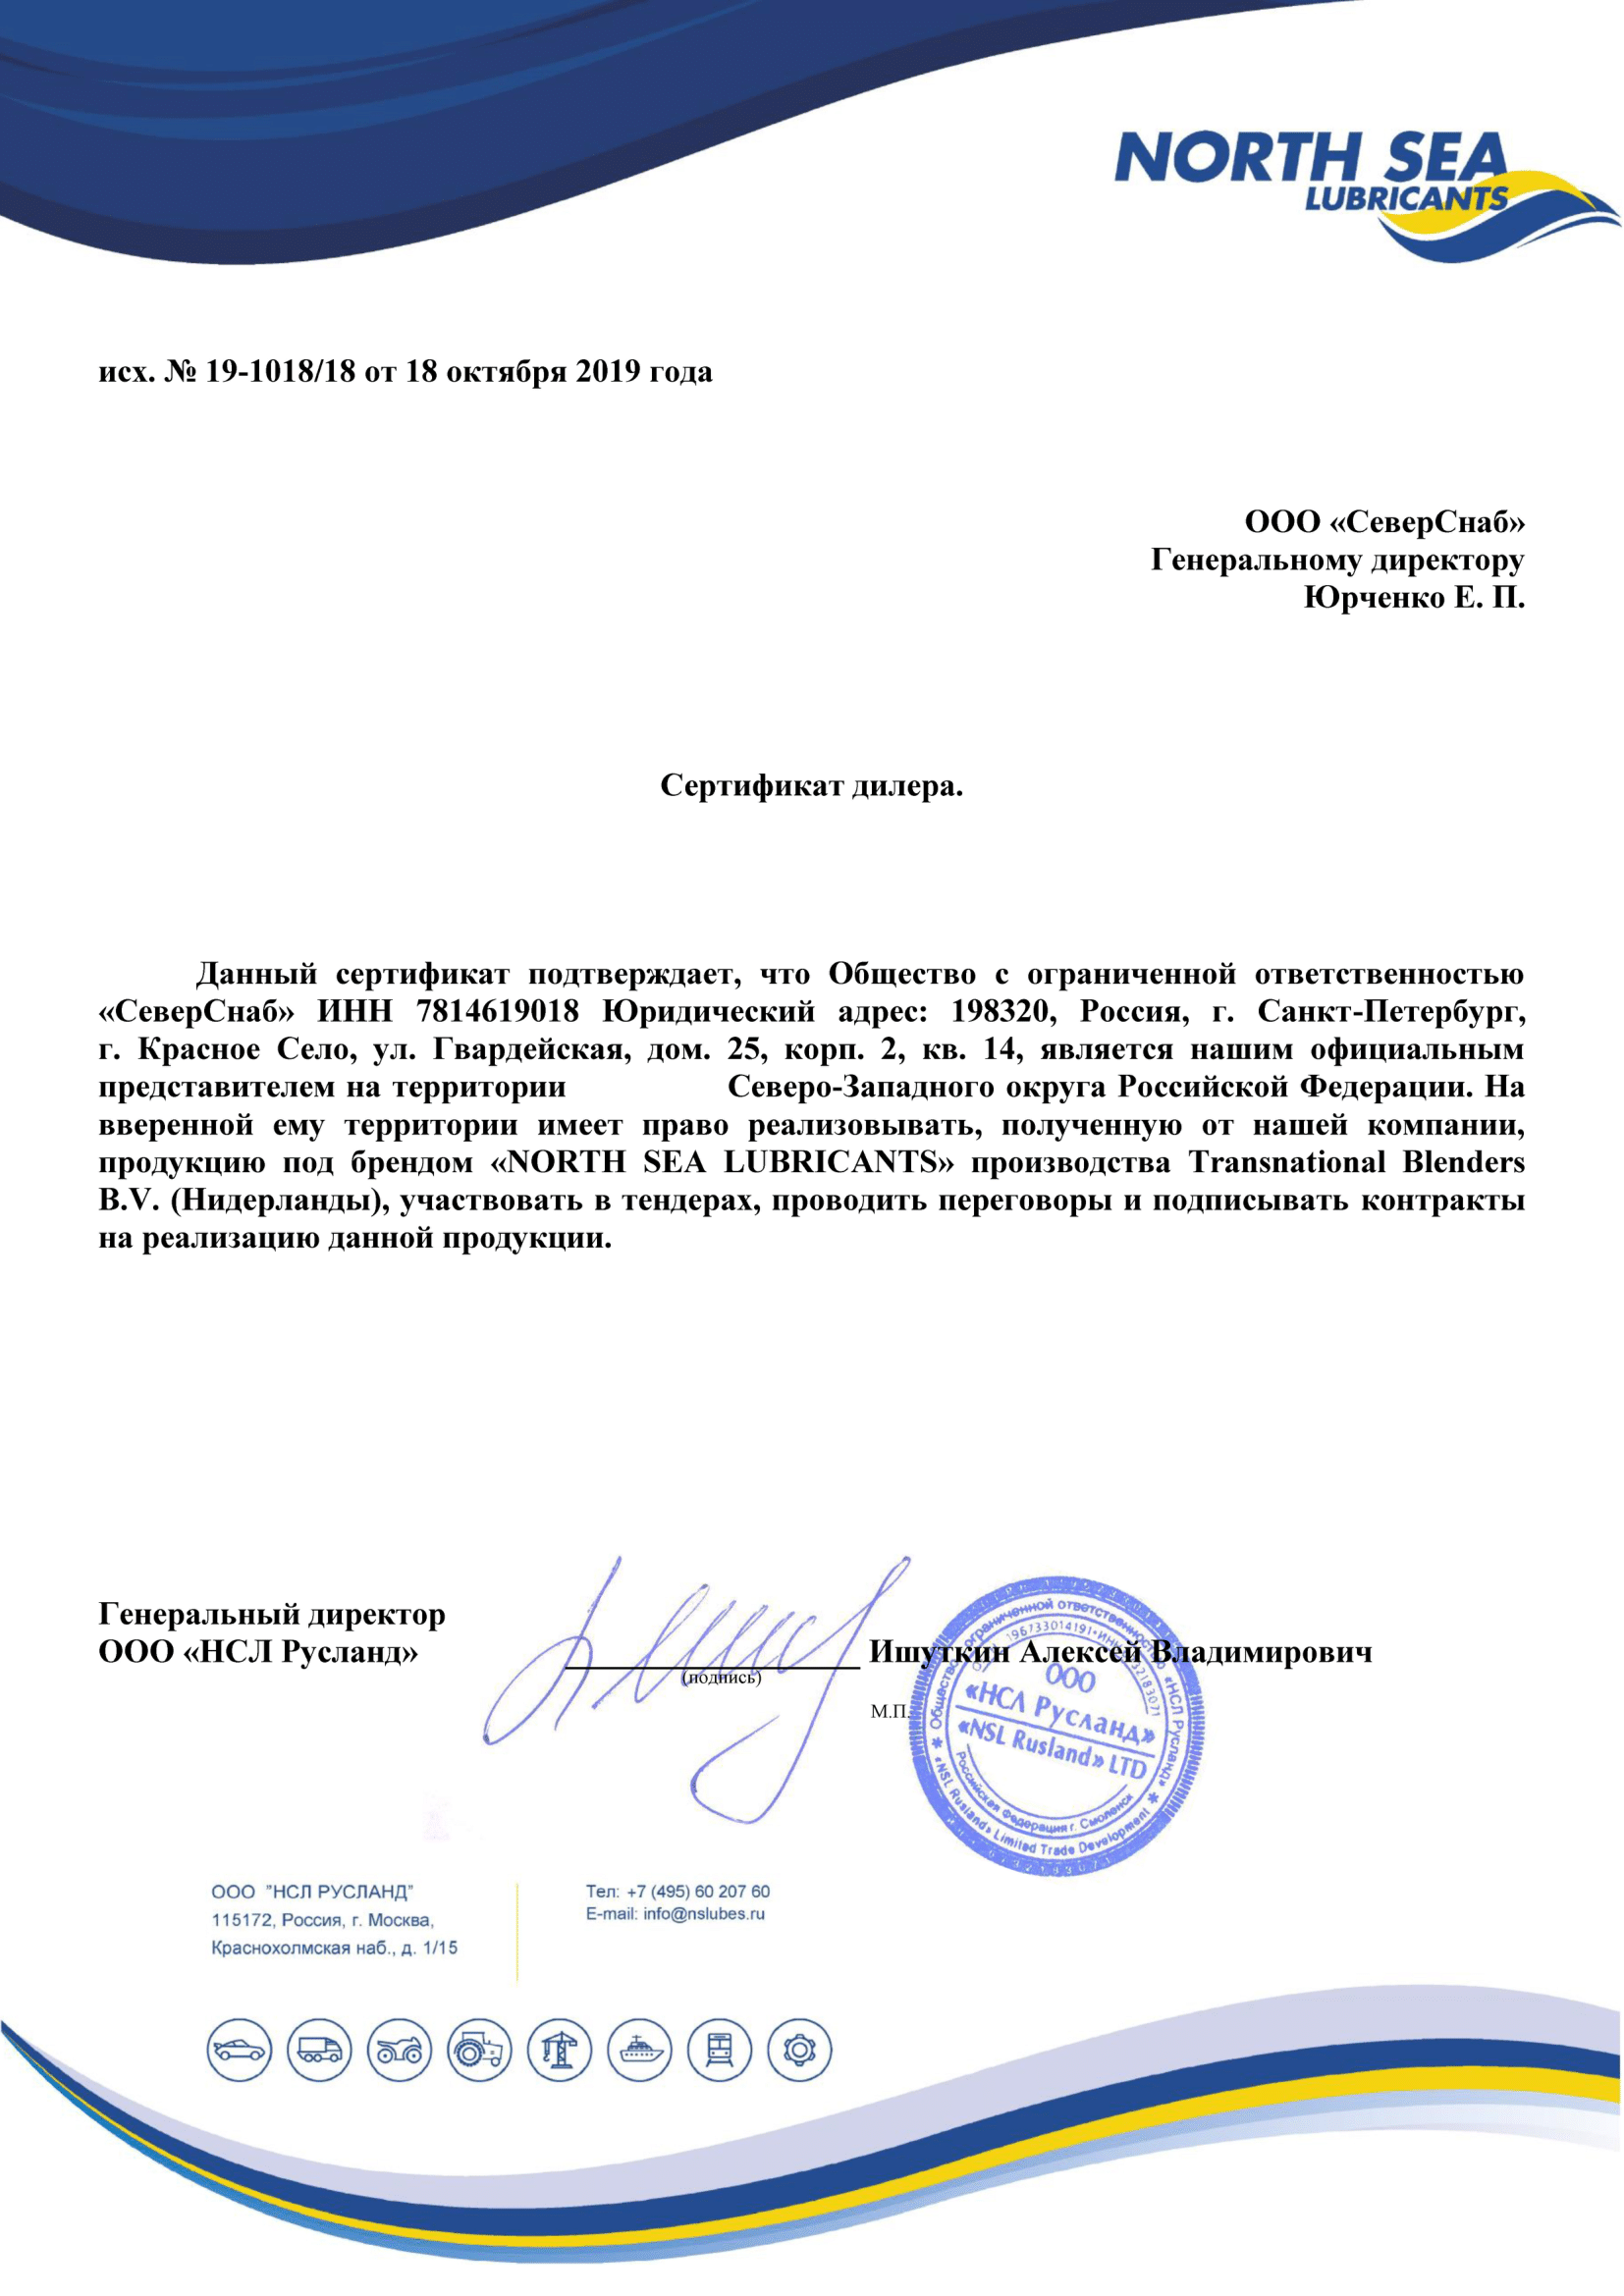 NORTH SEA
LUBRICANTS
исх. № 19-1018/18 от 18 октября 2019 года
ООО «СеверСнаб»
Генеральному директору
Юрченко Е. П.
Сертификат дилера.
Данный сертификат подтверждает, что Общество с ограниченной ответственностью
«СеверСнаб» ИНН 7814619018 Юридический адрес: 198320, Россия, г. Санкт-Петербург,
г. Красное Село, ул. Гвардейская, дом. 25, корп. 2, кв. 14, является нашим официальным
представителем на территории Северо-Западного округа Российской Федерации. На
вверенной ему территории имеет право реализовывать, полученную от нашей компании,
продукцию под брендом «NORTH SEA LUBRICANTS» производства Transnational Blenders
B.V. (Нидерланды), участвовать в тендерах, проводить переговоры и подписывать контракты
на реализацию данной продукции.
Генеральный директор
ООО «НСЛ Русланд» Ишуткин Алексей Владимирович
(подпись)
М.П.
Общество с ограниченной ответственностью «НСЛ Русланд»
ООО
«НСЛ Русланд»
«NSL Rusland» LTD
Российская Федерация г. Смоленск
«NSL Rusland» Limited Trade Development
ООО "НСЛ РУСЛАНД"
115172, Россия, г. Москва,
Краснохолмская наб., д. 1/15
Тел: +7 (495) 60 207 60
E-mail: info@nslubes.ru